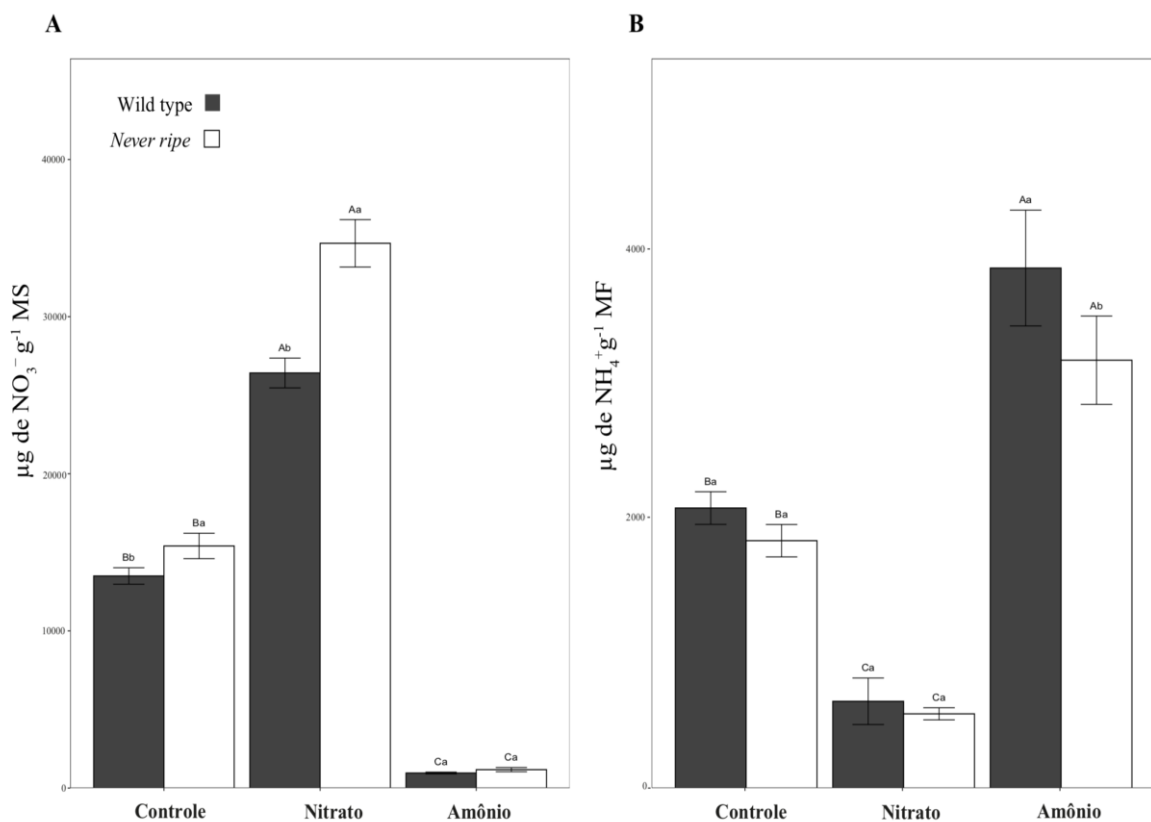 A
Wild type
Never ripe
µg de NO₃⁻ g⁻¹ MS
40000
30000
20000
10000
0
Bb
Ba
Ab
Aa
Ca
Ca
Controle
Nitrato
Amônio
B
µg de NH₄⁺g⁻¹ MF
4000
2000
0
Ba
Ba
Ca
Ca
Aa
Ab
Controle
Nitrato
Amônio